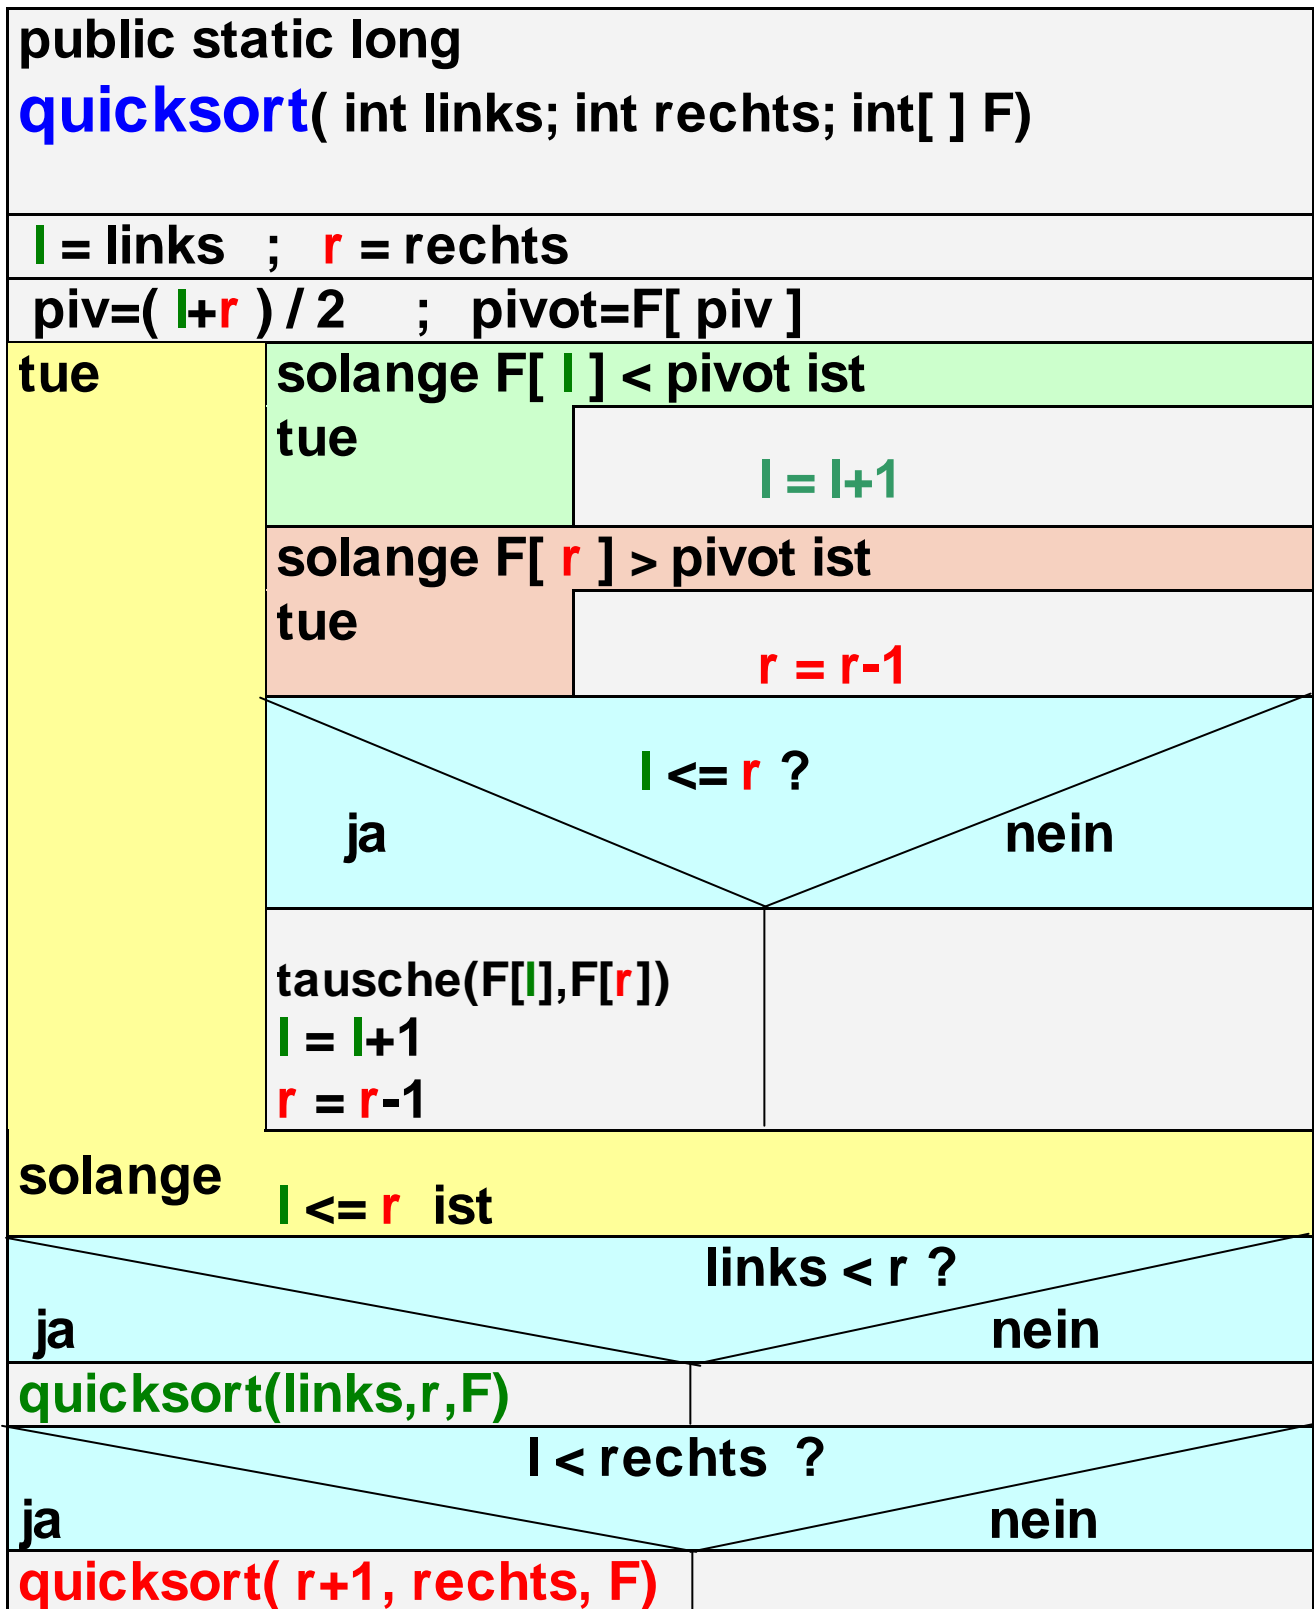 public static long
quicksort( int links; int rechts; int[ ] F)
l = links ; r = rechts
piv=( l+r ) / 2 ; pivot=F[ piv ]
tue
solange F[ l ] < pivot ist
tue
l = l+1
solange F[ r ] > pivot ist
tue
r = r-1
l <= r ?
ja
nein
tausche(F[l],F[r])
l = l+1
r = r-1
solange
l <= r ist
links < r ?
ja
nein
quicksort(links,r,F)
l < rechts ?
ja
nein
quicksort( r+1, rechts, F)